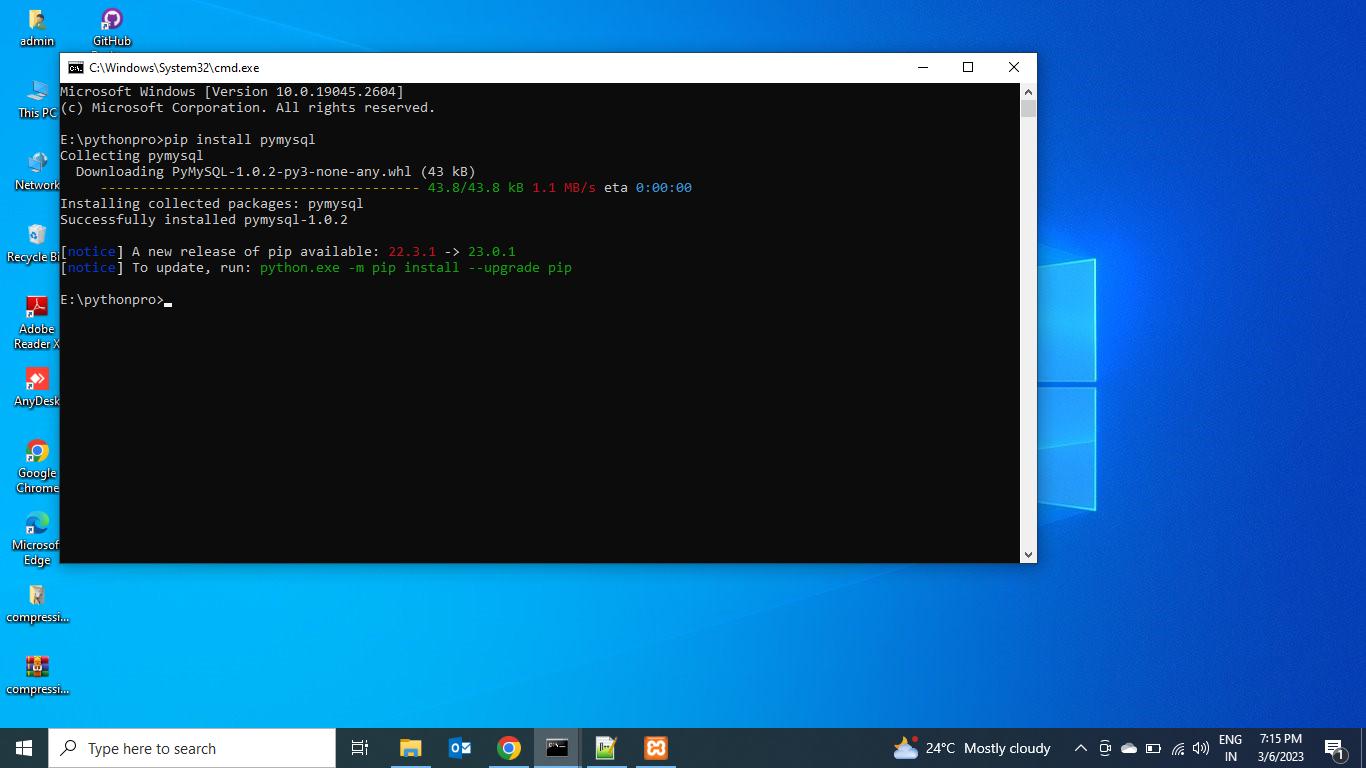 admin
GitHub
C:\Windows\System32\cmd.exe
Microsoft Windows [Version 10.0.19045.2604]
(c) Microsoft Corporation. All rights reserved.
E:\pythonpro>pip install pymysql
Collecting pymysql
  Downloading PyMySQL-1.0.2-py3-none-any.whl (43 kB)
     ---------------------------------------- 43.8/43.8 kB 1.1 MB/s eta 0:00:00
Installing collected packages: pymysql
Successfully installed pymysql-1.0.2
[notice] A new release of pip available: 22.3.1 -> 23.0.1
[notice] To update, run: python.exe -m pip install --upgrade pip
E:\pythonpro>
This PC
Network
Recycle Bi
Adobe
Reader X
AnyDesk
Google
Chrome
Microsof
Edge
compressi...
compressi...
Type here to search
24°C Mostly cloudy
ENG
IN
7:15 PM
3/6/2023
1